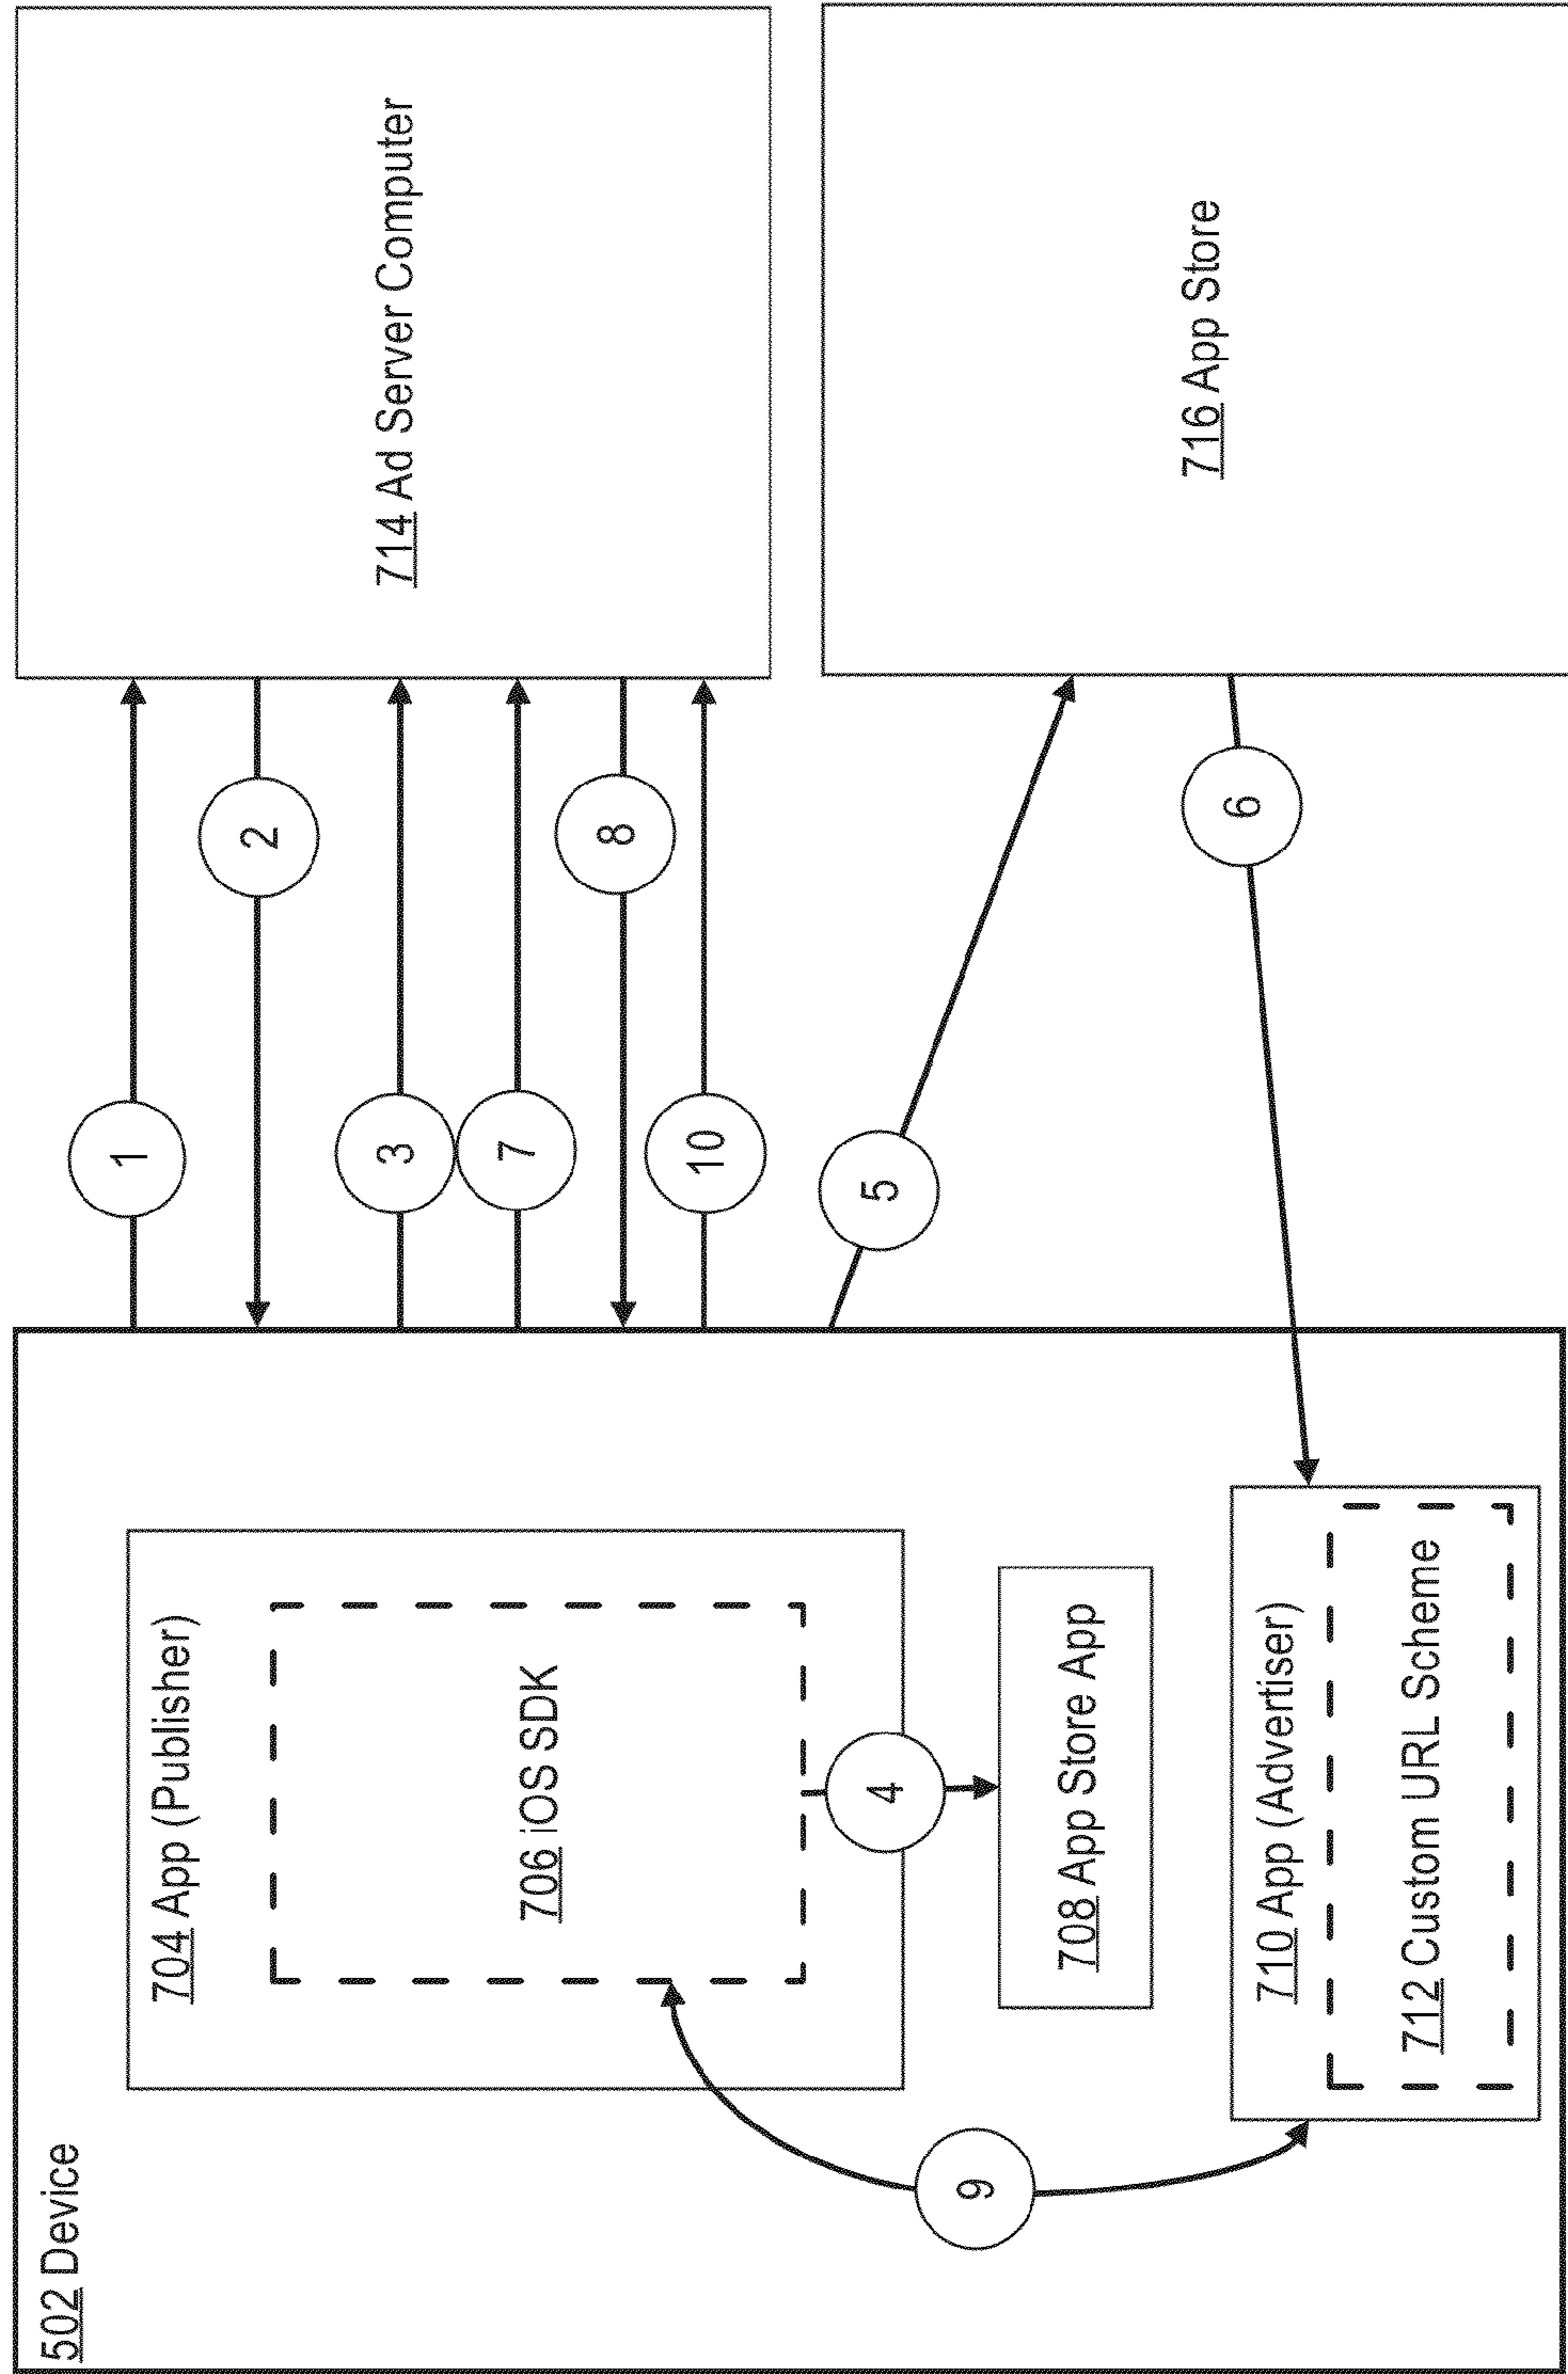 502 Device
704 App (Publisher)
706 iOS SDK
4
708 App Store App
9
710 App (Advertiser)
712 Custom URL Scheme
1
2
3
7
8
10
5
6
714 Ad Server Computer
716 App Store